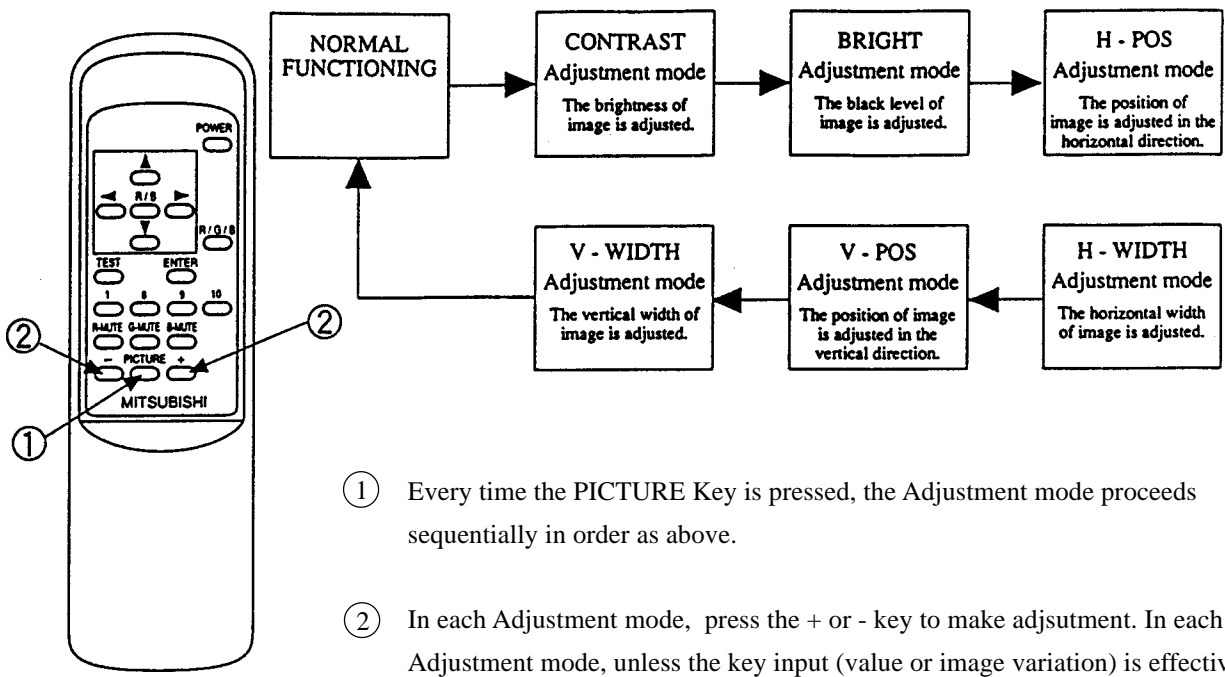 NORMAL
FUNCTIONING
CONTRAST
Adjustment mode
The brightness of
image is adjusted.
BRIGHT
Adjustment mode
The black level of
image is adjusted.
H - POS
Adjustment mode
The position of
image is adjusted in the
horizontal direction.
V - WIDTH
Adjustment mode
The vertical width of
image is adjusted.
V - POS
Adjustment mode
The position of image
is adjusted in the
vertical direction.
H - WIDTH
Adjustment mode
The horizontal width
of image is adjusted.
POWER
R / S
R / G / B
TEST ENTER
1 8 9 10
R-MUTE G-MUTE B-MUTE
- PICTURE +
MITSUBISHI
②
②
①
① Every time the PICTURE Key is pressed, the Adjustment mode proceeds
sequentially in order as above.
② In each Adjustment mode, press the + or - key to make adjsutment. In each
Adjustment mode, unless the key input (value or image variation) is